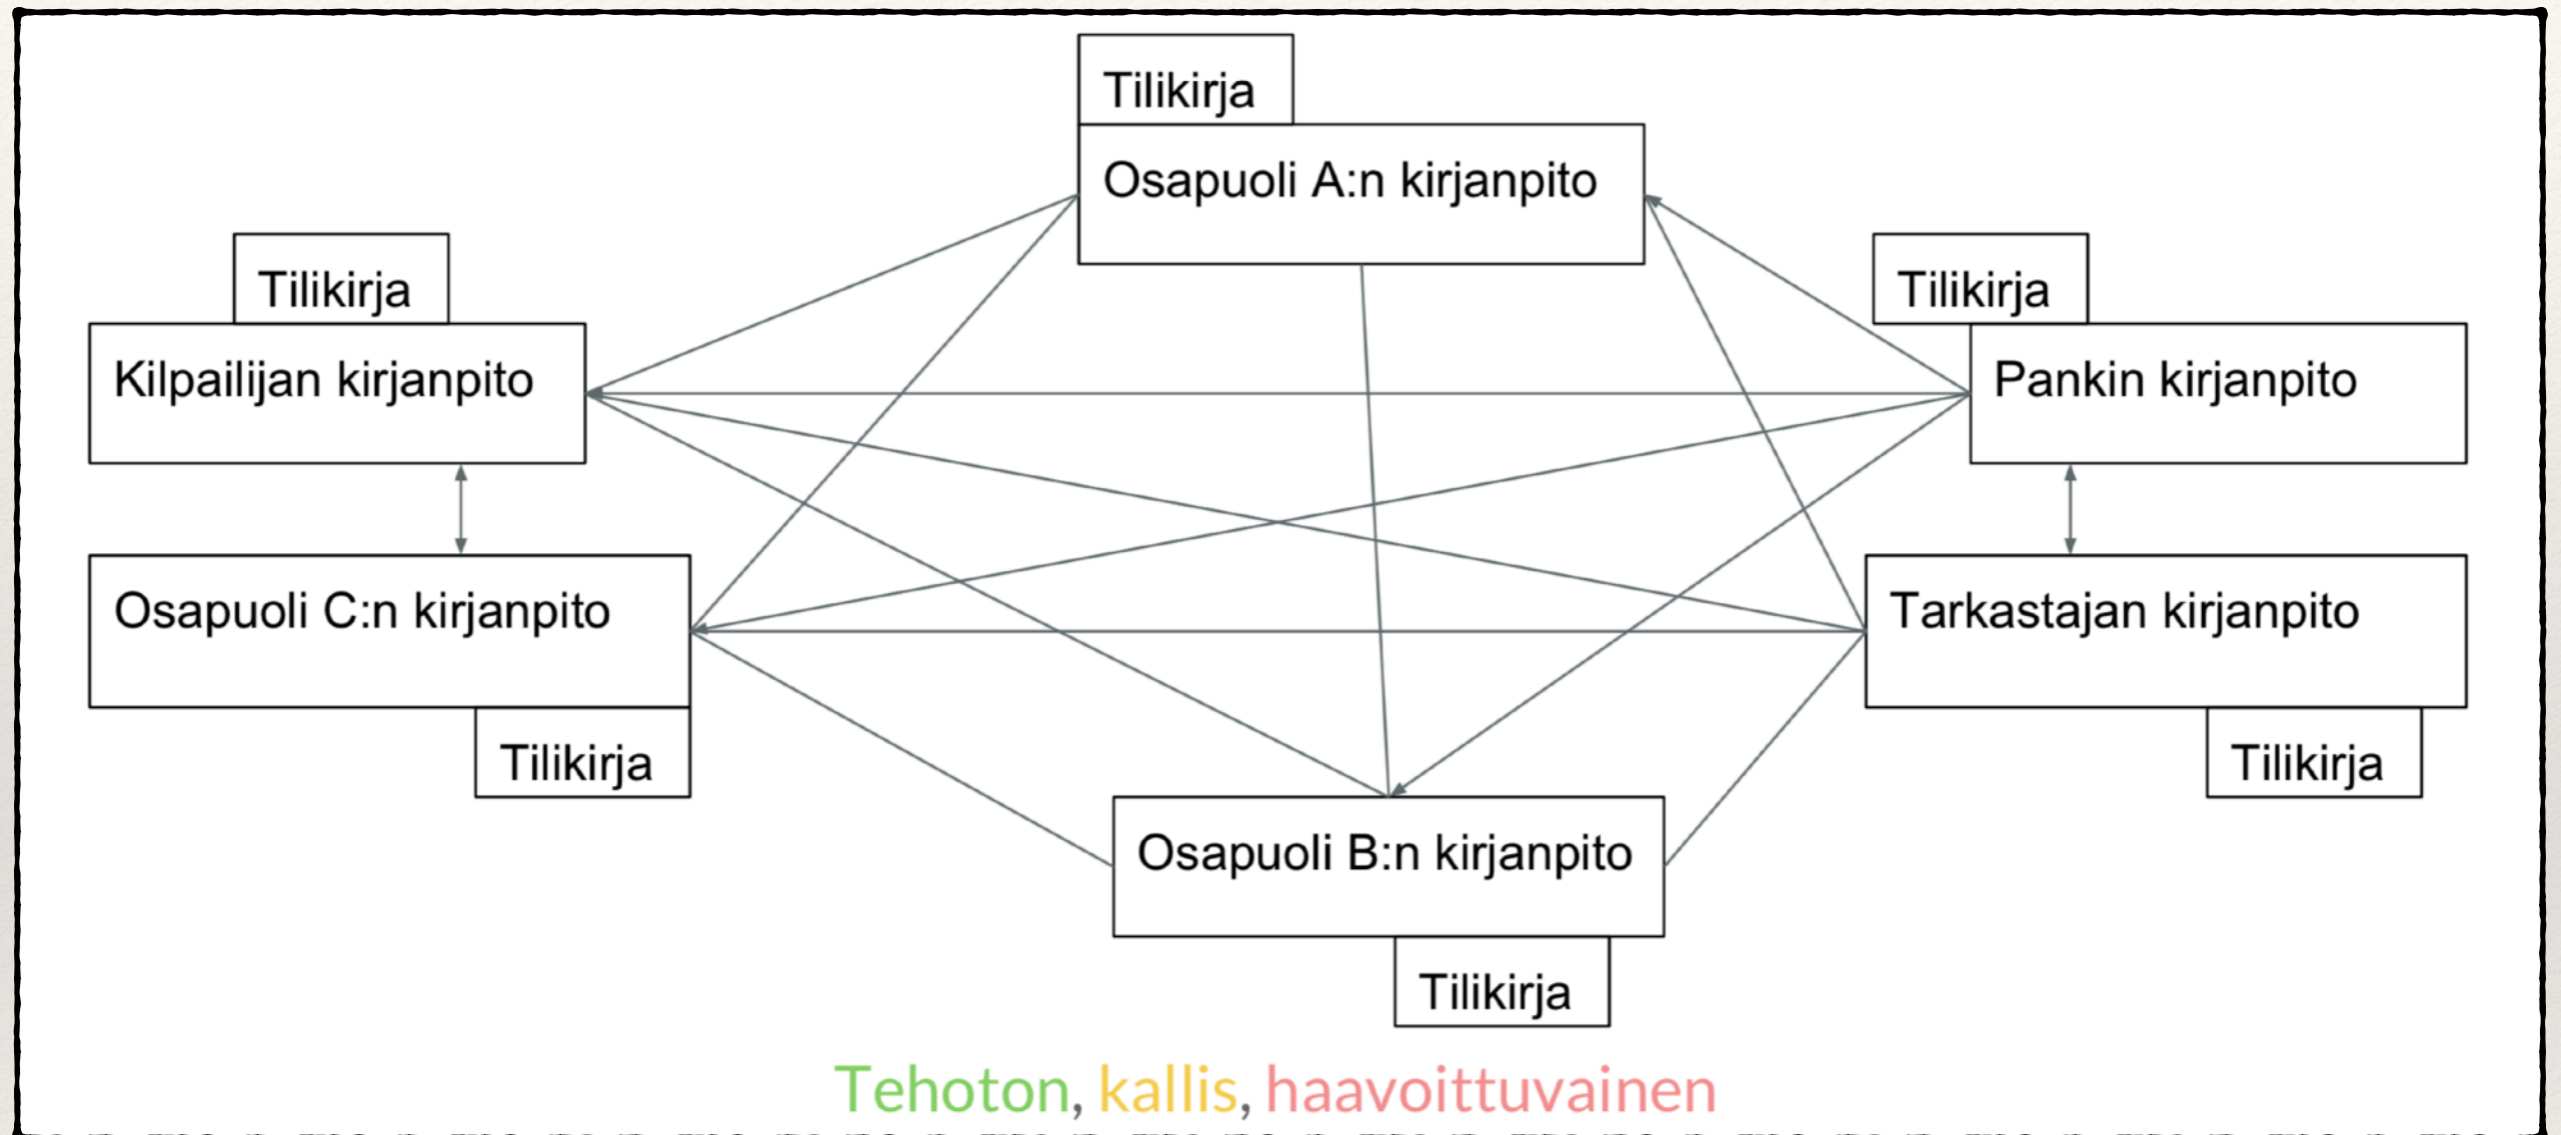 Tilikirja
Osapuoli A:n kirjanpito
Tilikirja
Kilpailijan kirjanpito
Tilikirja
Pankin kirjanpito
Osapuoli C:n kirjanpito
Tilikirja
Tarkastajan kirjanpito
Tilikirja
Osapuoli B:n kirjanpito
Tilikirja
Tehoton, kallis, haavoittuvainen